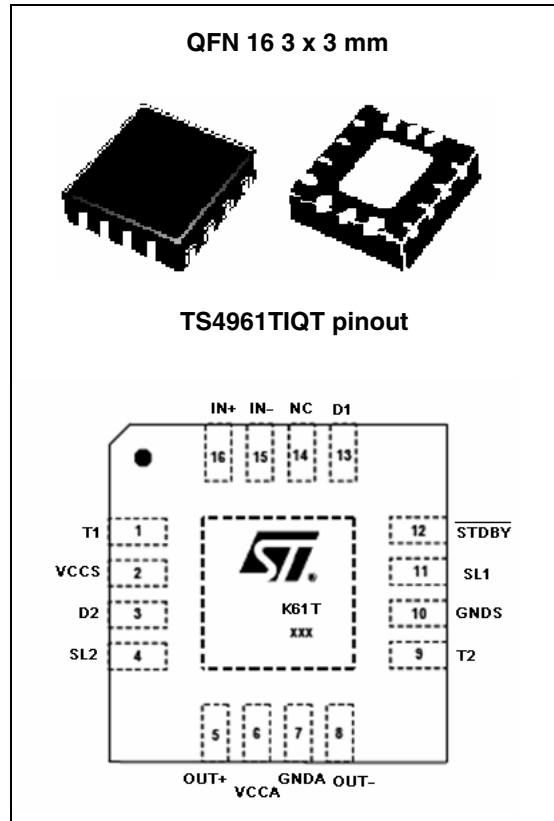 QFN 16 3 x 3 mm
TS4961TIQT pinout
IN+ IN- NC D1
16 15 14 13
T1 1 12 STDBY
VCCS 2 11 SL1
D2 3 10 GNDS
SL2 4 9 T2
ST®
K61T
xxx
5 6 7 8
OUT+ VCCA GNDA OUT-